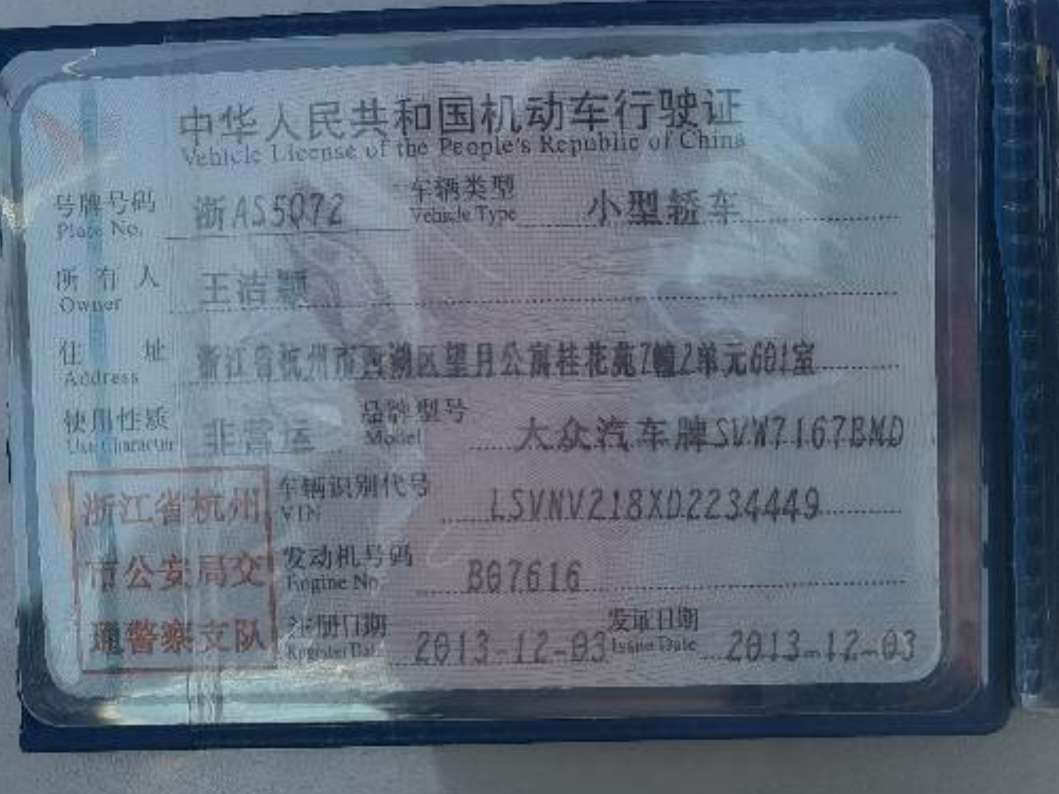 中华人民共和国机动车行驶证
Vehicle License of the People's Republic of China
号牌号码 浙AS5072 车辆类型 小型轿车
Plate No. Vehicle Type
所有人 王洁颖
Owner
住址 浙江省杭州市西湖区望月公寓桂花苑7幢2单元601室
Address
使用性质 非营运 品牌型号 大众汽车牌SVW7167BMD
Use Character Model
浙江省杭州 车辆识别代号 LSVNV218XD2234449
VIN
市公安局交 发动机号码 B67616
Engine No.
通警察支队 注册日期 2013-12-03 发证日期 2013-12-03
Register Date Issue Date